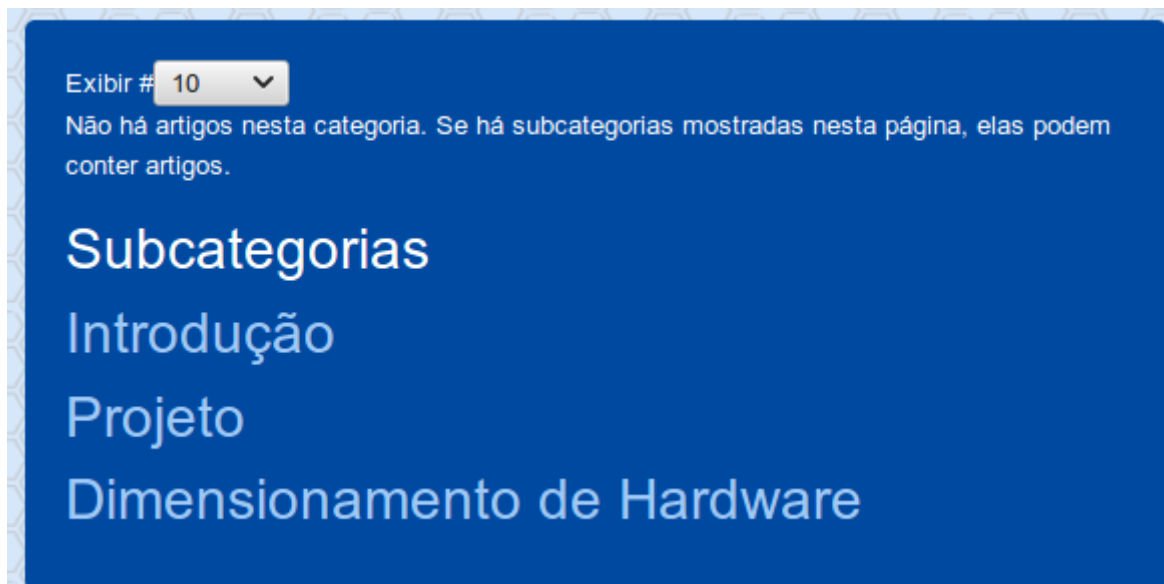 Exibir # 10
Não há artigos nesta categoria. Se há subcategorias mostradas nesta página, elas podem
conter artigos.
Subcategorias
Introdução
Projeto
Dimensionamento de Hardware